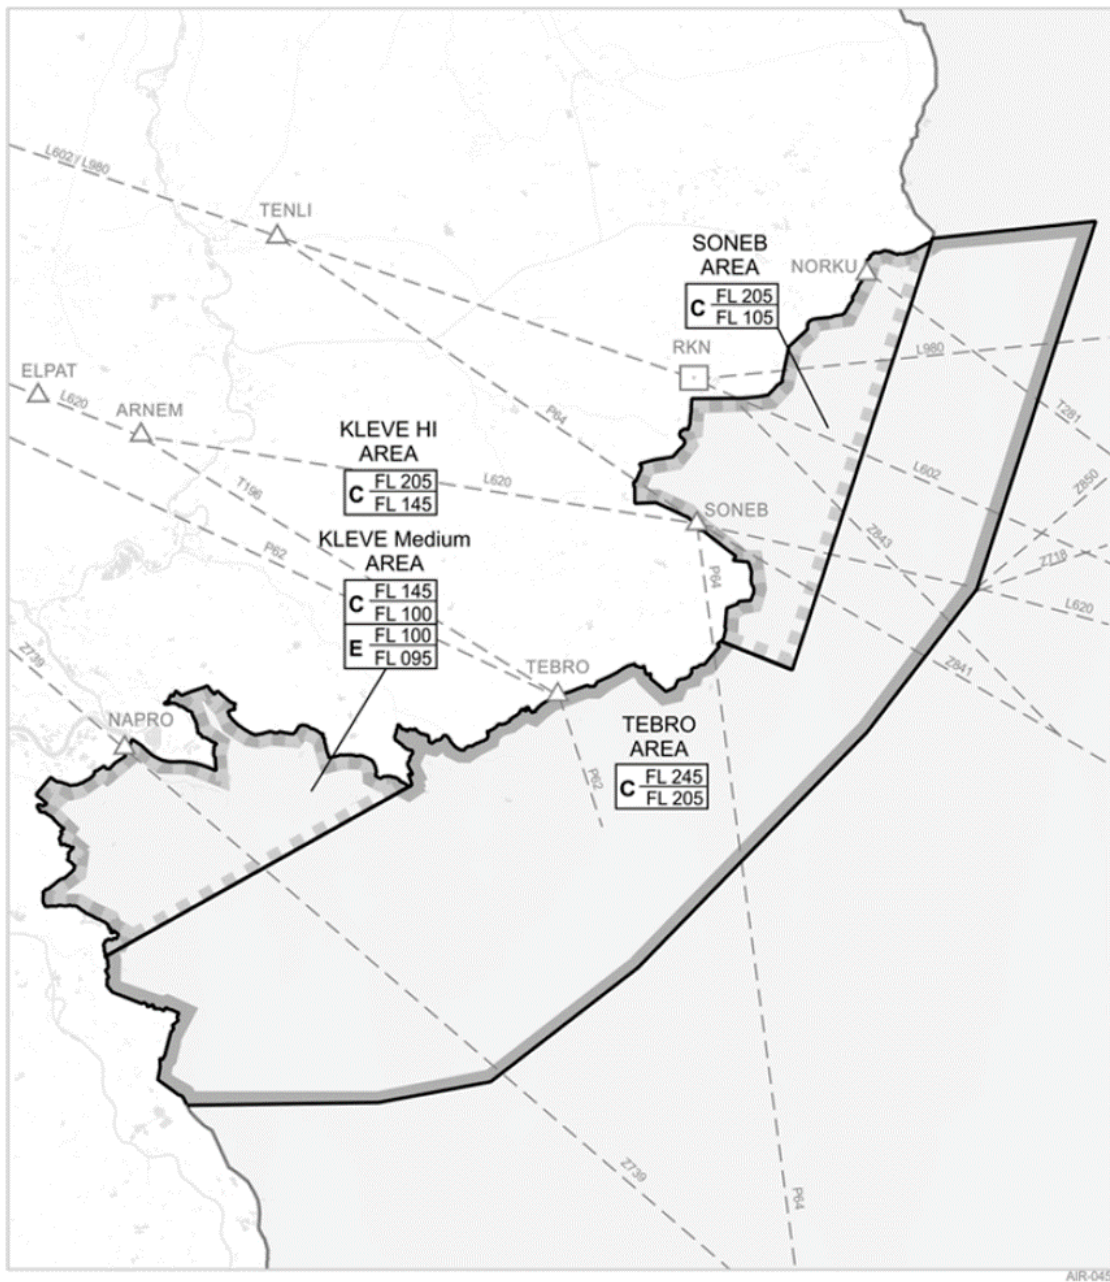 L602 / L980
TENLI
SONEB
AREA
C FL 205
FL 105
NORKU
RKN
L980
ELPAT
L620
ARNEM
P64
T281
KLEVE HI
AREA
C FL 205
FL 145
L620
L602
Z850
T196
SONEB
KLEVE Medium
AREA
C FL 145
FL 100
E FL 100
FL 095
P62
Z843
Z718
P64
L620
Z739
TEBRO
Z841
NAPRO
TEBRO
AREA
C FL 245
FL 205
P62
Z739
P64
AIR-045